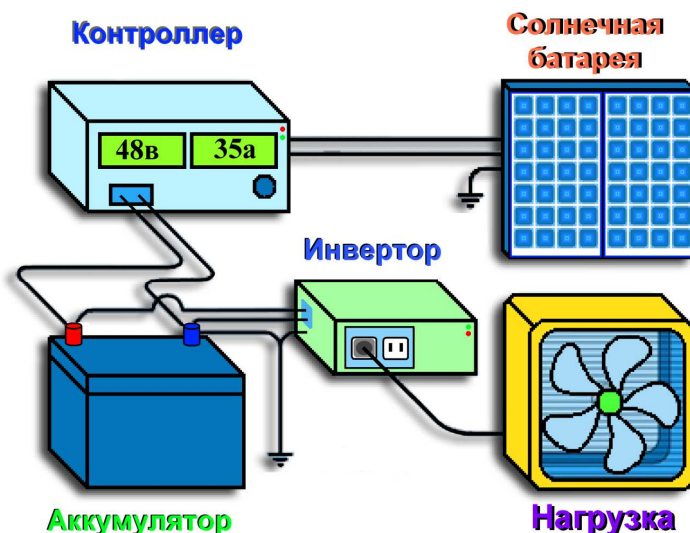 Контроллер
Солнечная
батарея
48в
35а
Инвертор
Аккумулятор
Нагрузка